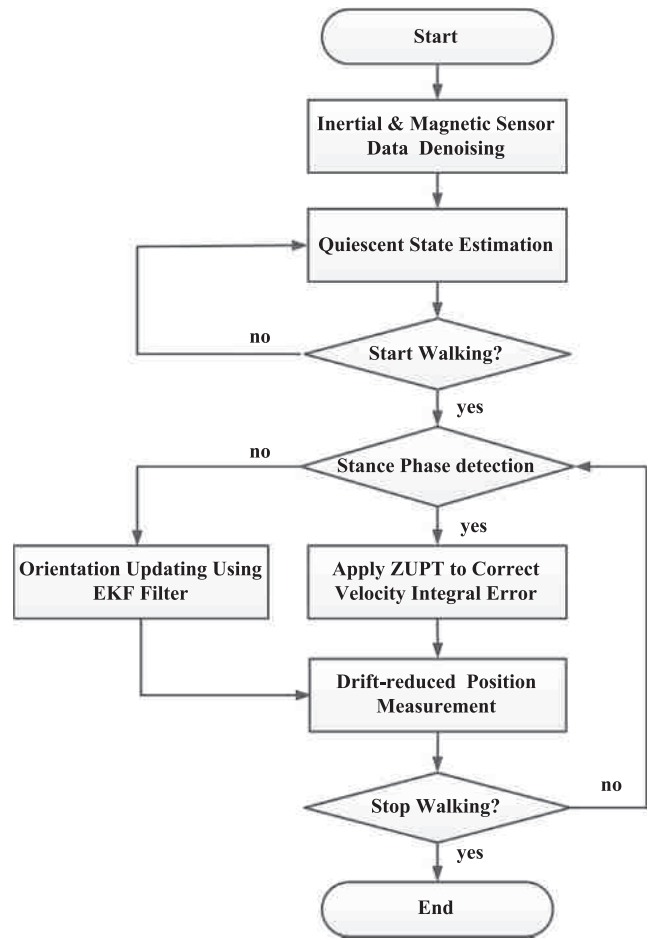 Start
Inertial & Magnetic Sensor
Data Denoising
Quiescent State Estimation
no
Start Walking?
yes
no
Stance Phase detection
yes
Orientation Updating Using
EKF Filter
Apply ZUPT to Correct
Velocity Integral Error
Drift-reduced Position
Measurement
no
Stop Walking?
yes
End